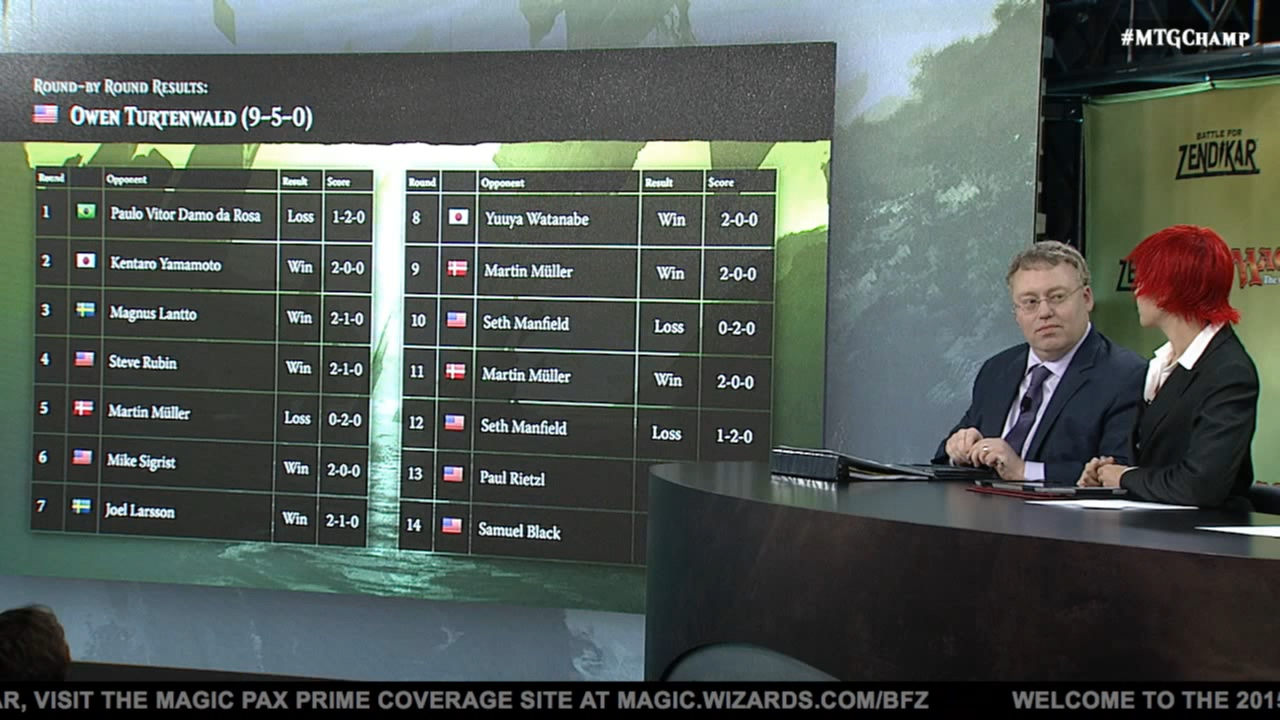 #MTGCHAMP
ROUND-BY ROUND RESULTS:
OWEN TURTENWALD (9-5-0)
Round Opponent Result Score
1 Paulo Vitor Damo da Rosa Loss 1-2-0
2 Kentaro Yamamoto Win 2-0-0
3 Magnus Lantto Win 2-1-0
4 Steve Rubin Win 2-1-0
5 Martin Müller Loss 0-2-0
6 Mike Sigrist Win 2-0-0
7 Joel Larsson Win 2-1-0
Round Opponent Result Score
8 Yuuya Watanabe Win 2-0-0
9 Martin Müller Win 2-0-0
10 Seth Manfield Loss 0-2-0
11 Martin Müller Win 2-0-0
12 Seth Manfield Loss 1-2-0
13 Paul Rietzl
14 Samuel Black
BATTLE FOR
ZENDIKAR
AR, VISIT THE MAGIC PAX PRIME COVERAGE SITE AT MAGIC.WIZARDS.COM/BFZ WELCOME TO THE 201